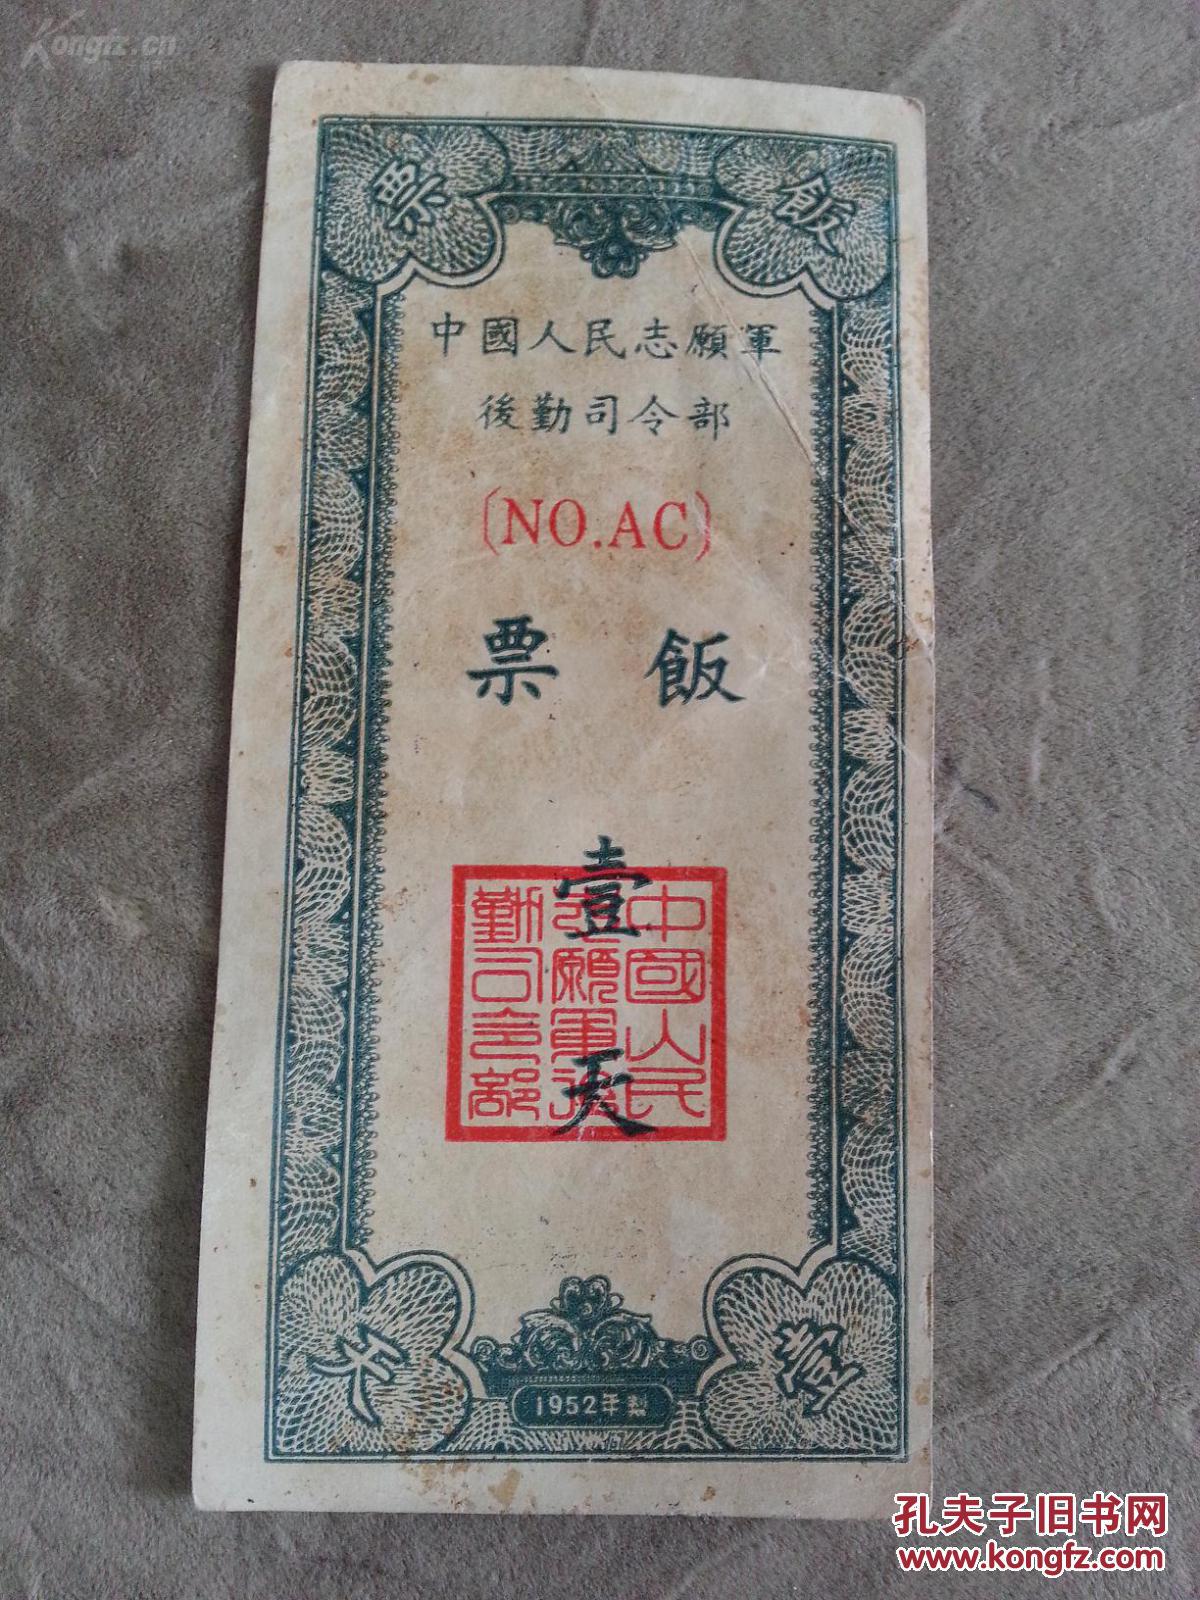 Kongfz.cn
飯票
中國人民志願軍
後勤司令部
(NO.AC)
飯票
壹天
中國人民
志願軍後
勤司令部
壹天
1952年製
孔夫子旧书网
www.kongfz.com